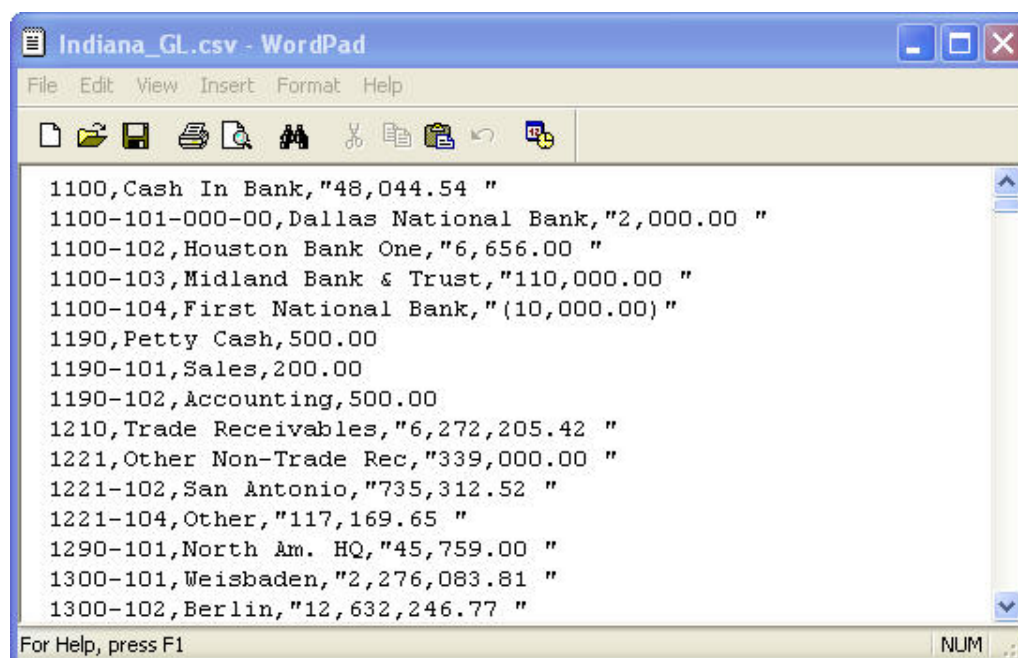 Indiana_GL.csv - WordPad
File Edit View Insert Format Help
1100,Cash In Bank,"48,044.54 "
1100-101-000-00,Dallas National Bank,"2,000.00 "
1100-102,Houston Bank One,"6,656.00 "
1100-103,Midland Bank & Trust,"110,000.00 "
1100-104,First National Bank,"(10,000.00)"
1190,Petty Cash,500.00
1190-101,Sales,200.00
1190-102,Accounting,500.00
1210,Trade Receivables,"6,272,205.42 "
1221,Other Non-Trade Rec,"339,000.00 "
1221-102,San Antonio,"735,312.52 "
1221-104,Other,"117,169.65 "
1290-101,North Am. HQ,"45,759.00 "
1300-101,Weisbaden,"2,276,083.81 "
1300-102,Berlin,"12,632,246.77 "
For Help, press F1 NUM